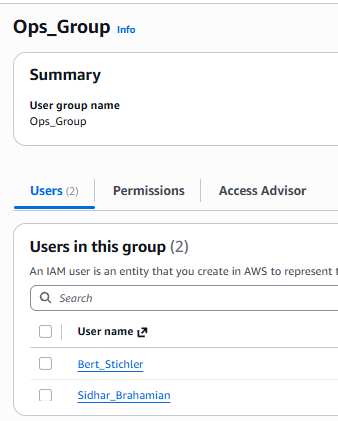 Ops_Group Info
Summary
User group name
Ops_Group
Users (2) Permissions Access Advisor
Users in this group (2)
An IAM user is an entity that you create in AWS to represent
Search
User name
Bert_Stichler
Sidhar_Brahamian